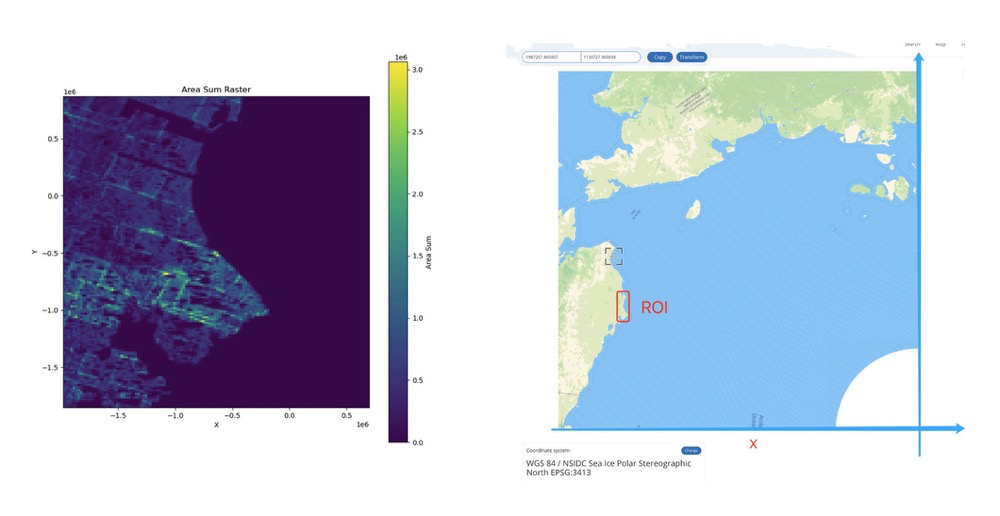 Area Sum Raster
1e6
0.5
0.0
−0.5
−1.0
−1.5
Y
−1.5
−1.0
−0.5
0.0
0.5
1e6
X
1e6
3.0
2.5
2.0
1.5
1.0
0.5
0.0
Area Sum
Search
Map
Copy
Transform
ROI
X
Coordinate system
Change
WGS 84 / NSIDC Sea Ice Polar Stereographic
North EPSG:3413